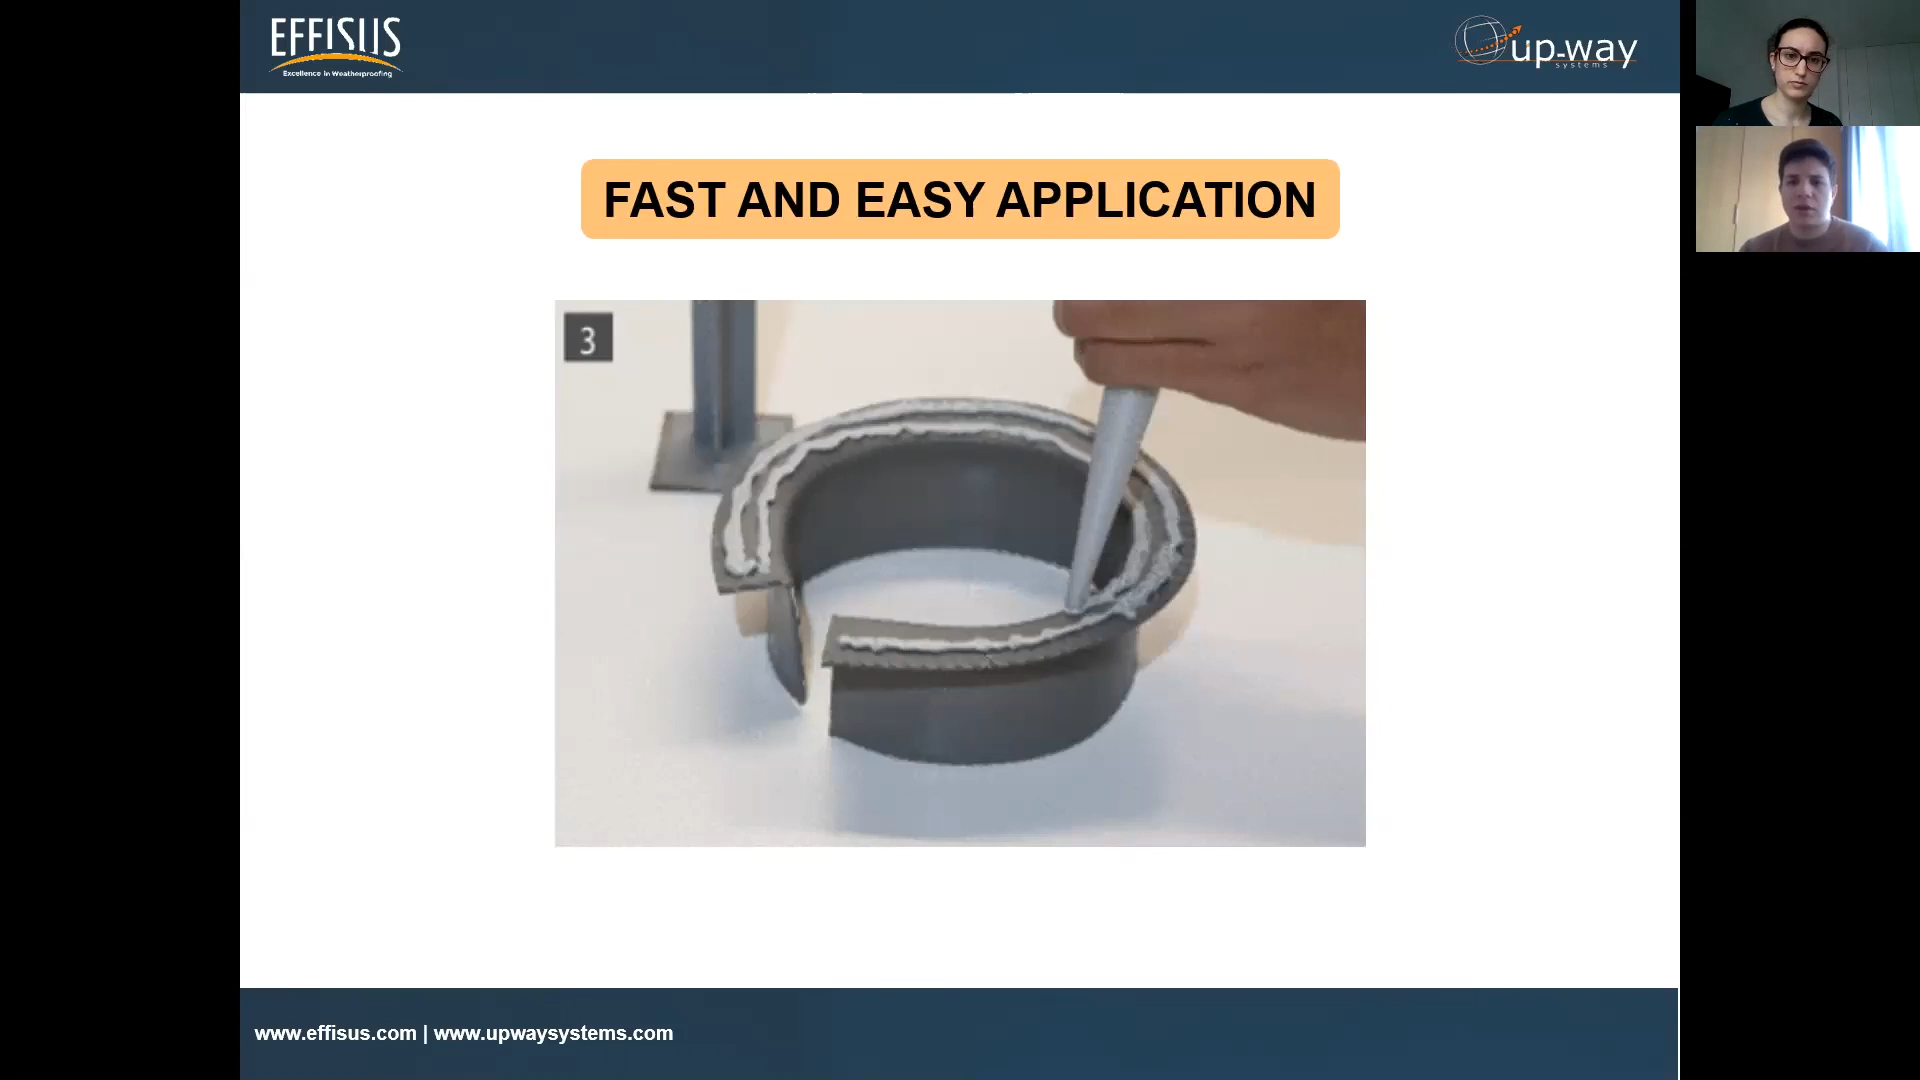 EFFISUS
Excellence in Weatherproofing
up-way
systems
FAST AND EASY APPLICATION
3
www.effisus.com | www.upwaysystems.com